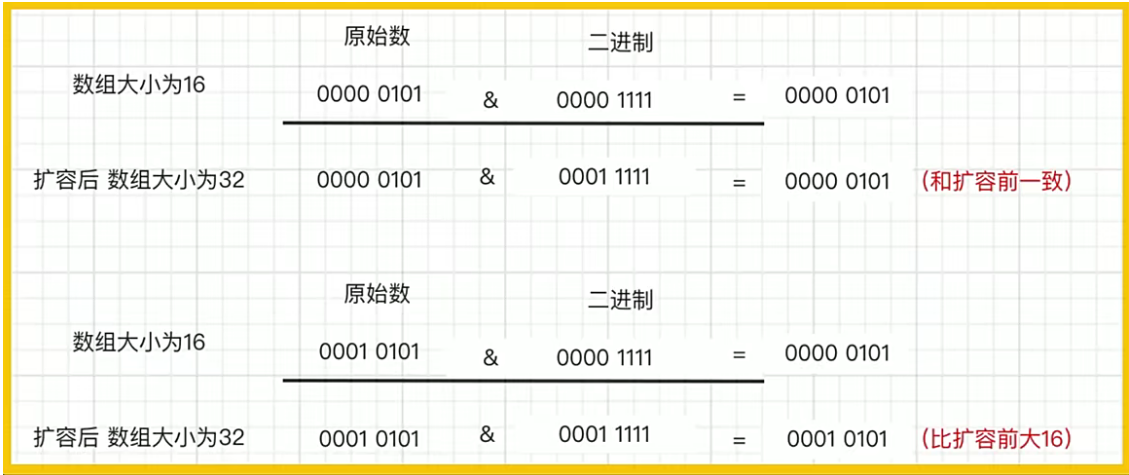 原始数 二进制
数组大小为16 0000 0101 & 0000 1111 = 0000 0101
扩容后 数组大小为32 0000 0101 & 0001 1111 = 0000 0101 (和扩容前一致)
原始数 二进制
数组大小为16 0001 0101 & 0000 1111 = 0000 0101
扩容后 数组大小为32 0001 0101 & 0001 1111 = 0001 0101 (比扩容前大16)